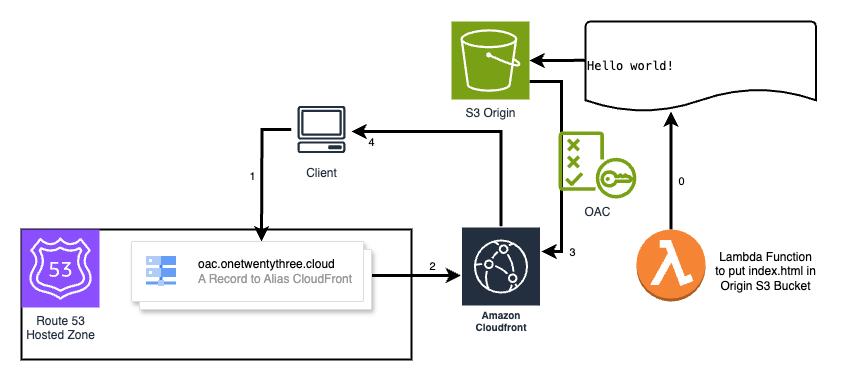 Hello world!
S3 Origin
4
Client
1
OAC
0
3
53
oac.onetwentythree.cloud
A Record to Alias CloudFront
2
Lambda Function
to put index.html in
Origin S3 Bucket
Route 53
Hosted Zone
Amazon
Cloudfront